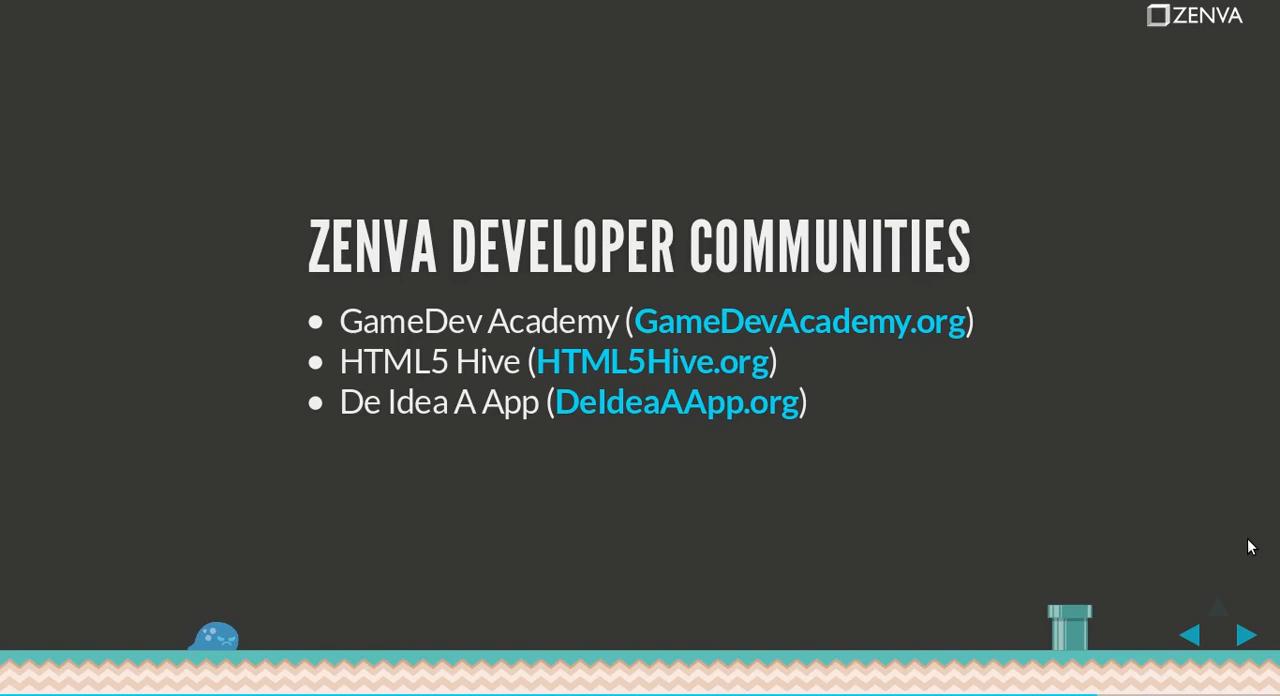 ZENVA
ZENVA DEVELOPER COMMUNITIES
• GameDev Academy (GameDevAcademy.org)
• HTML5 Hive (HTML5Hive.org)
• De Idea A App (DeIdeaAApp.org)